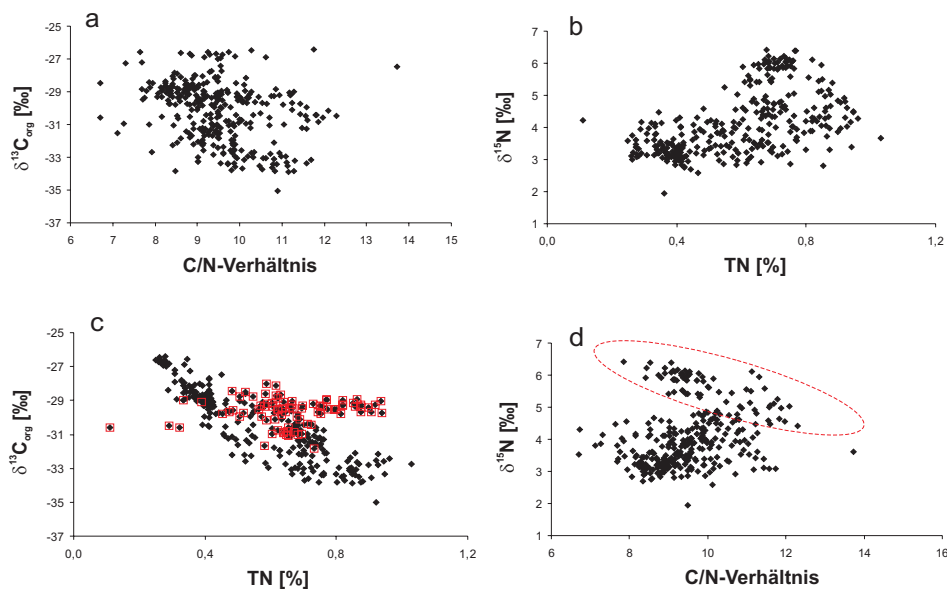 a
δ¹³C_org [‰]
-25
-27
-29
-31
-33
-35
-37
6 7 8 9 10 11 12 13 14 15
C/N-Verhältnis
b
δ¹⁵N [‰]
7
6
5
4
3
2
1
0,0 0,4 0,8 1,2
TN [%]
c
δ¹³C_org [‰]
-25
-27
-29
-31
-33
-35
-37
0,0 0,4 0,8 1,2
TN [%]
d
δ¹⁵N [‰]
7
6
5
4
3
2
1
6 8 10 12 14 16
C/N-Verhältnis